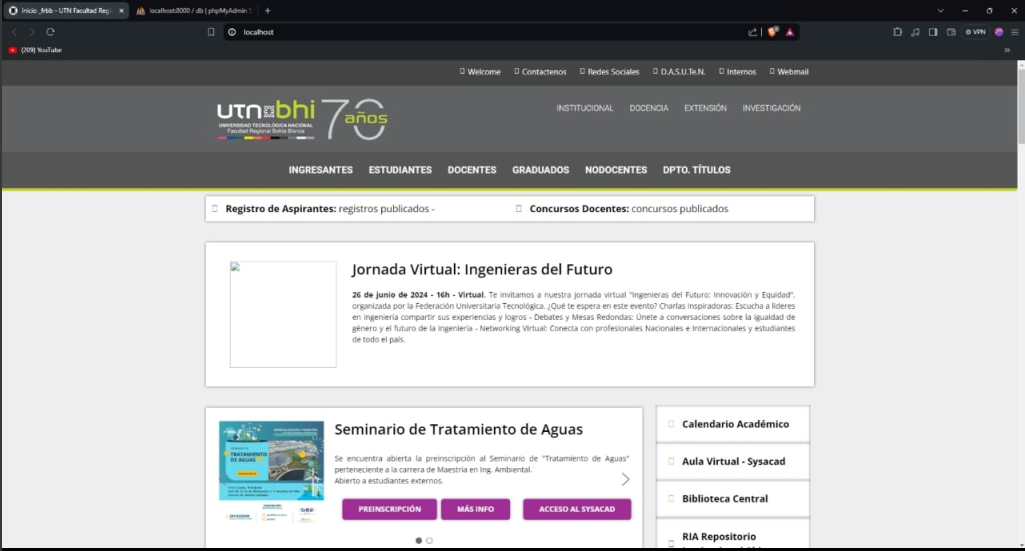 inicio _frbb - UTN Facultad Reg
localhost:8000 / db | phpMyAdmin 5
localhost
VPN
(209) YouTube
Welcome Contactenos Redes Sociales D.A.S.U.Te.N. Internos Webmail
UTN bhi 70 años
UNIVERSIDAD TECNOLÓGICA NACIONAL
Facultad Regional Bahía Blanca
INSTITUCIONAL DOCENCIA EXTENSIÓN INVESTIGACIÓN
INGRESANTES ESTUDIANTES DOCENTES GRADUADOS NODOCENTES DPTO. TÍTULOS
Registro de Aspirantes: registros publicados -
Concursos Docentes: concursos publicados
Jornada Virtual: Ingenieras del Futuro
26 de junio de 2024 - 16h - Virtual. Te invitamos a nuestra jornada virtual "Ingenieras del Futuro: Innovación y Equidad",
organizada por la Federación Universitaria Tecnológica. ¿Qué te espera en este evento? Charlas Inspiradoras: Escucha a líderes
en ingeniería compartir sus experiencias y logros - Debates y Mesas Redondas: Únete a conversaciones sobre la igualdad de
género y el futuro de la ingeniería - Networking Virtual: Conecta con profesionales Nacionales e Internacionales y estudiantes
de todo el país.
TRATAMIENTO
DE AGUAS
Seminario de Tratamiento de Aguas
Se encuentra abierta la preinscripción al Seminario de "Tratamiento de Aguas"
perteneciente a la carrera de Maestría en Ing. Ambiental.
Abierto a estudiantes externos.
PREINSCRIPCIÓN MÁS INFO ACCESO AL SYSACAD
Calendario Académico
Aula Virtual - Sysacad
Biblioteca Central
RIA Repositorio